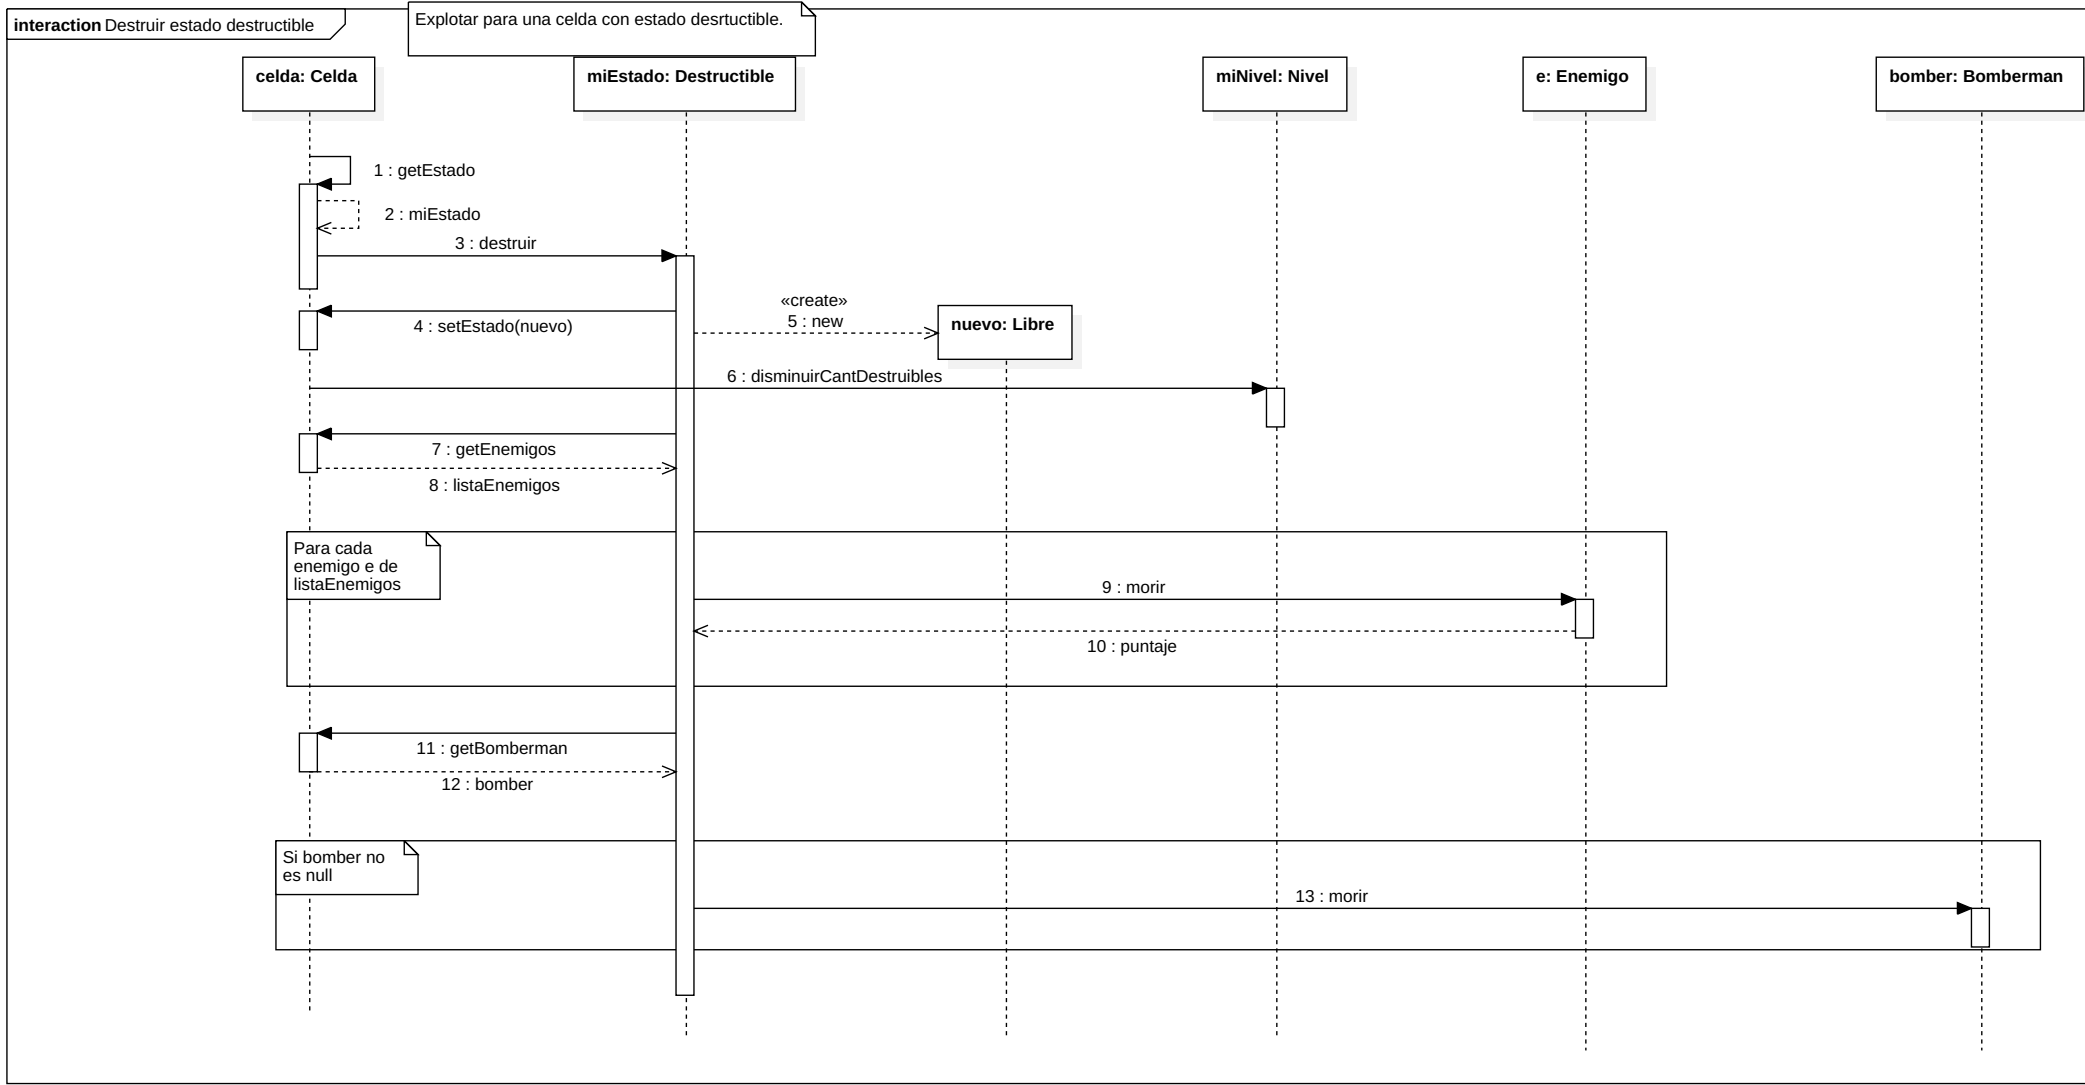 interaction Destruir estado destructible
Explotar para una celda con estado desrtuctible.
celda: Celda
miEstado: Destructible
miNivel: Nivel
e: Enemigo
bomber: Bomberman
1 : getEstado
2 : miEstado
3 : destruir
«create»
4 : setEstado(nuevo)
5 : new
nuevo: Libre
6 : disminuirCantDestruibles
7 : getEnemigos
8 : listaEnemigos
Para cada
enemigo e de
listaEnemigos
9 : morir
10 : puntaje
11 : getBomberman
12 : bomber
Si bomber no
es null
13 : morir